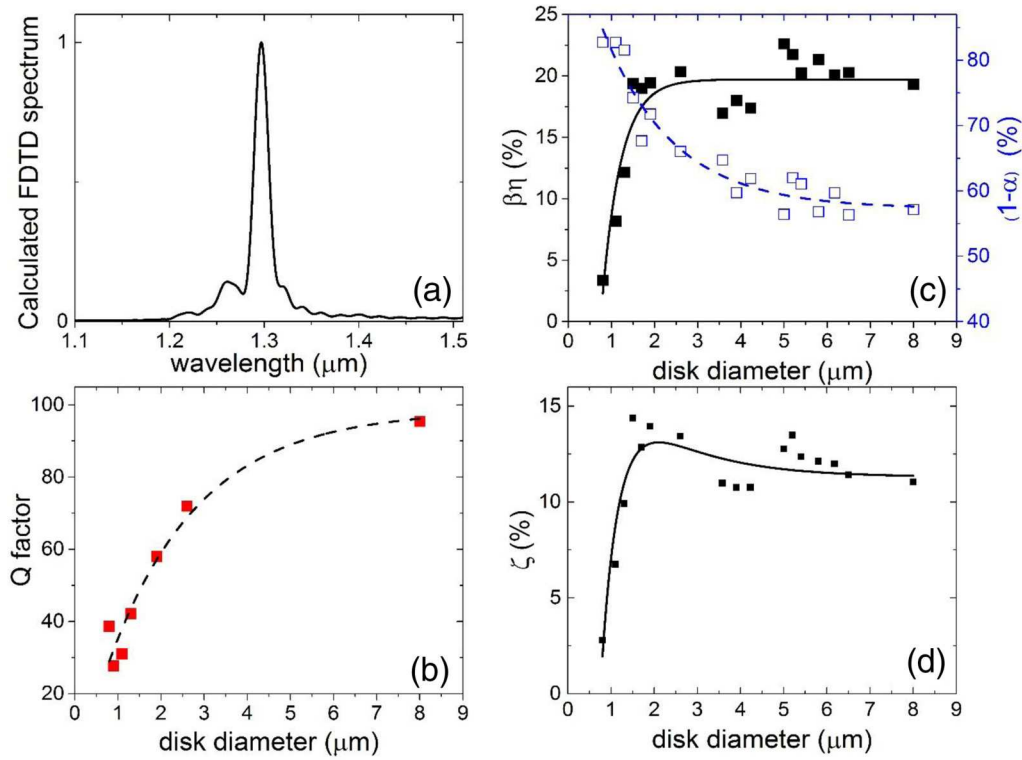 Calculated FDTD spectrum
1
0
1.1 1.2 1.3 1.4 1.5
wavelength (μm)
(a)
βη (%)
25
20
15
10
5
0
0 1 2 3 4 5 6 7 8 9
disk diameter (μm)
(c)
80
70
60
50
40
(1-α) (%)
Q factor
100
80
60
40
20
0 1 2 3 4 5 6 7 8 9
disk diameter (μm)
(b)
ζ (%)
15
10
5
0
0 1 2 3 4 5 6 7 8 9
disk diameter (μm)
(d)